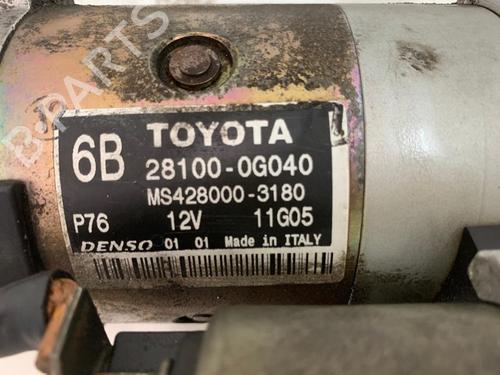 TOYOTA
6B 28100-0G040
MS428000-3180
P76 12V 11G05
DENSO 01 01 Made in ITALY
B-PARTS